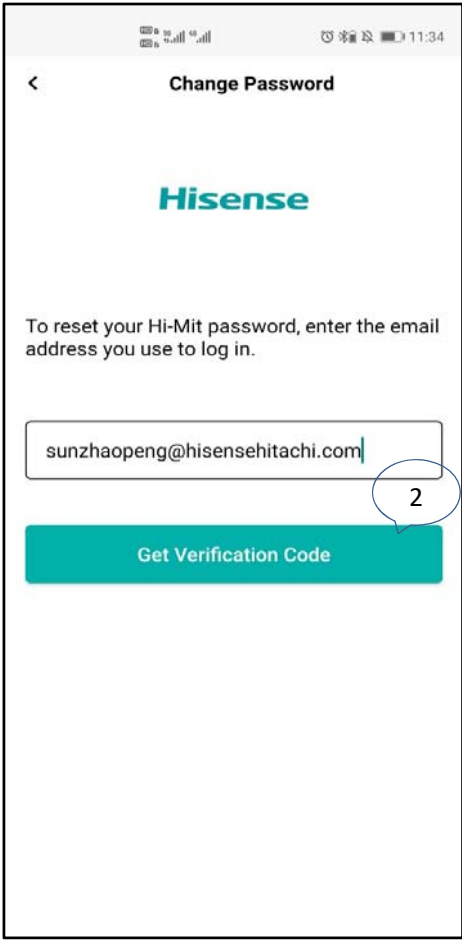 11:34
Change Password
Hisense
To reset your Hi-Mit password, enter the email
address you use to log in.
sunzhaopeng@hisensehitachi.com
2
Get Verification Code